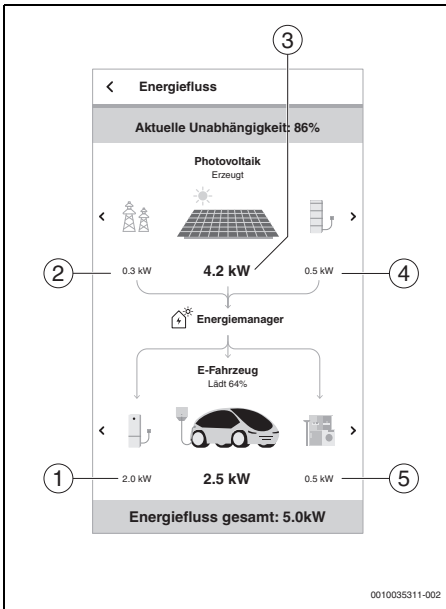 3
< Energiefluss
Aktuelle Unabhängigkeit: 86%
Photovoltaik
Erzeugt
< >
2 0.3 kW 4.2 kW 0.5 kW 4
Energiemanager
E-Fahrzeug
Lädt 64%
< >
1 2.0 kW 2.5 kW 0.5 kW 5
Energiefluss gesamt: 5.0kW
0010035311-002